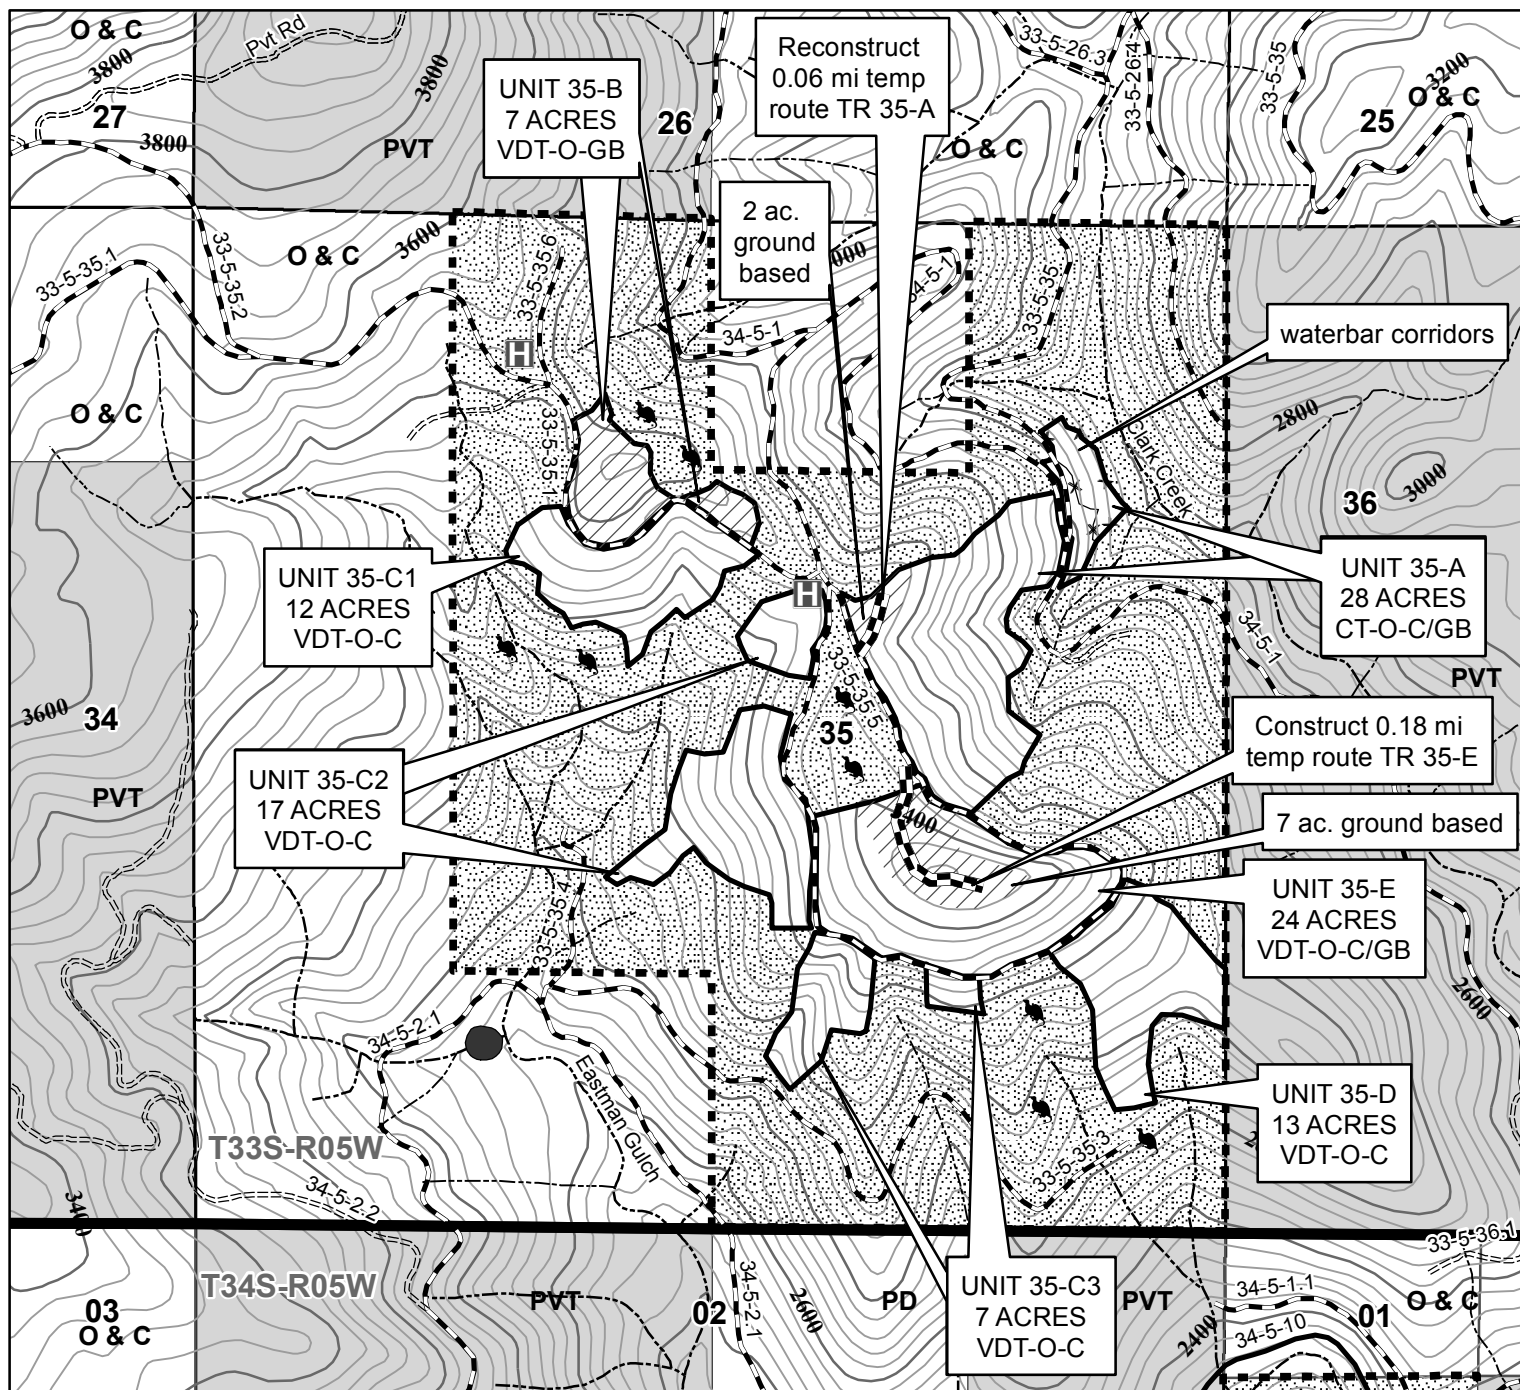 O & C
3800
Pvt Rd
27
3800
3800
PVT
UNIT 35-B
7 ACRES
VDT-O-GB
26
Reconstruct
0.06 mi temp
route TR 35-A
33-5-26.3
33-5-26.4
33-5-35
3200
O & C
25
O & C
2 ac.
ground
based
33-5-35.1
33-5-35.2
O & C
3600
33-5-35.6
H
34-5-1
34-5-1
33-5-35
waterbar corridors
O & C
2800
3000
36
33-5-35.1
Clark Creek
UNIT 35-C1
12 ACRES
VDT-O-C
H
UNIT 35-A
28 ACRES
CT-O-C/GB
34-5-1
PVT
3600
34
33-5-35.5
35
Construct 0.18 mi
temp route TR 35-E
UNIT 35-C2
17 ACRES
VDT-O-C
PVT
7 ac. ground based
UNIT 35-E
24 ACRES
VDT-O-C/GB
33-5-35.4
2600
34-5-2.1
Eastman Gulch
UNIT 35-D
13 ACRES
VDT-O-C
T33S-R05W
34-5-2.2
3400
33-5-35.3
33-5-36.1
T34S-R05W
03
O & C
PVT
02
34-5-2.1
2600
PD
UNIT 35-C3
7 ACRES
VDT-O-C
PVT
2400
34-5-1.1
34-5-10
01
O & C